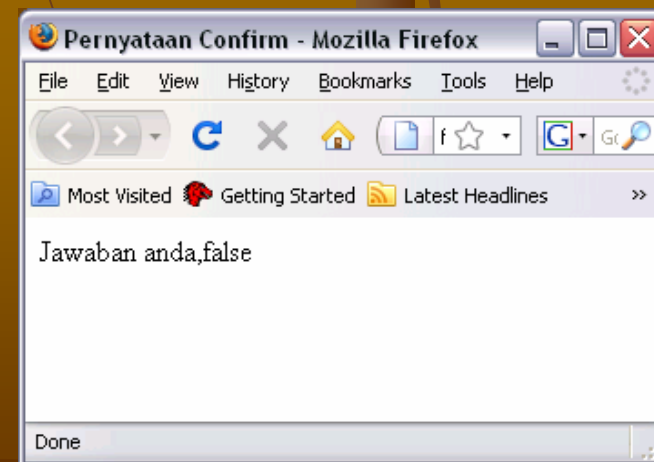 Pernyataan Confirm - Mozilla Firefox
File Edit View History Bookmarks Tools Help
f G
Most Visited Getting Started Latest Headlines »
Jawaban anda,false
Done